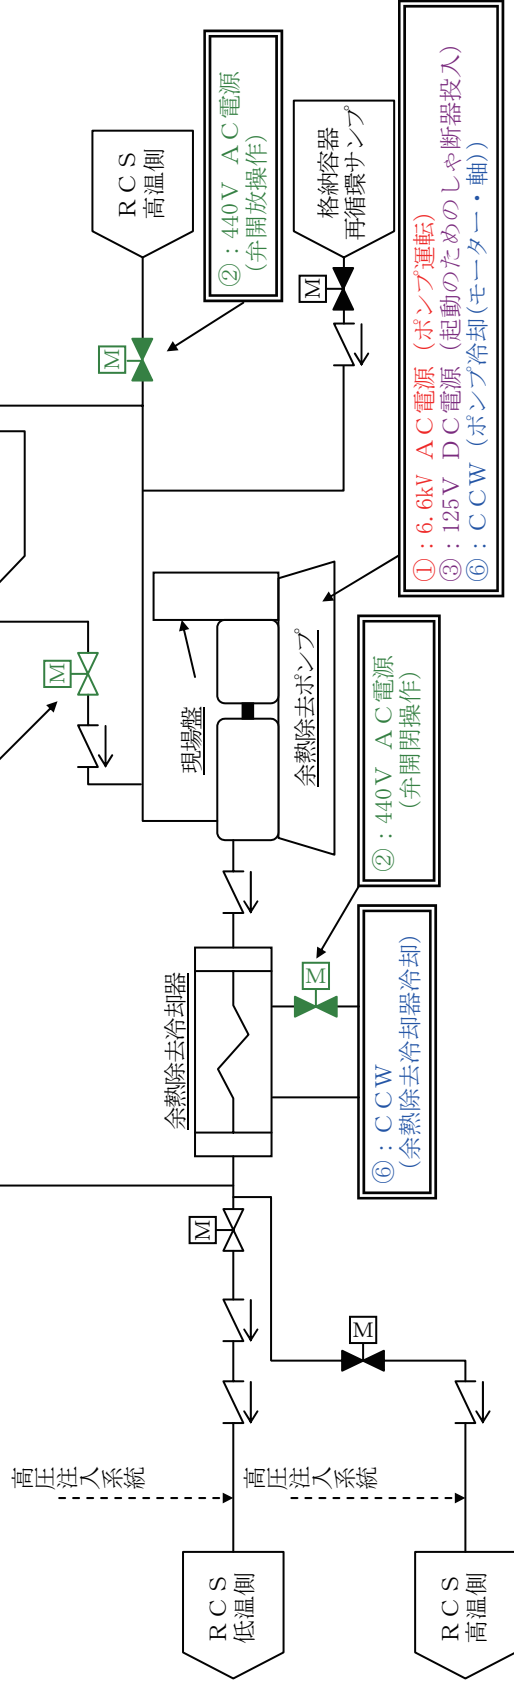 RCS
高温側
②：440V AC電源
(弁開放操作)
格納容器
再循環サンプ
①：6.6kV AC電源 (ポンプ運転)
③：125V DC電源 (起動のためのしゃ断器投入)
⑥：CCW (ポンプ冷却(モーター・軸))
M
M
M
現場盤
余熱除去ポンプ
②：440V AC電源
(弁開閉操作)
余熱除去冷却器
M
⑥：CCW
(余熱除去冷却器冷却)
M
M
高圧
注入
系統
高圧
注入
系統
RCS
低温側
RCS
高温側